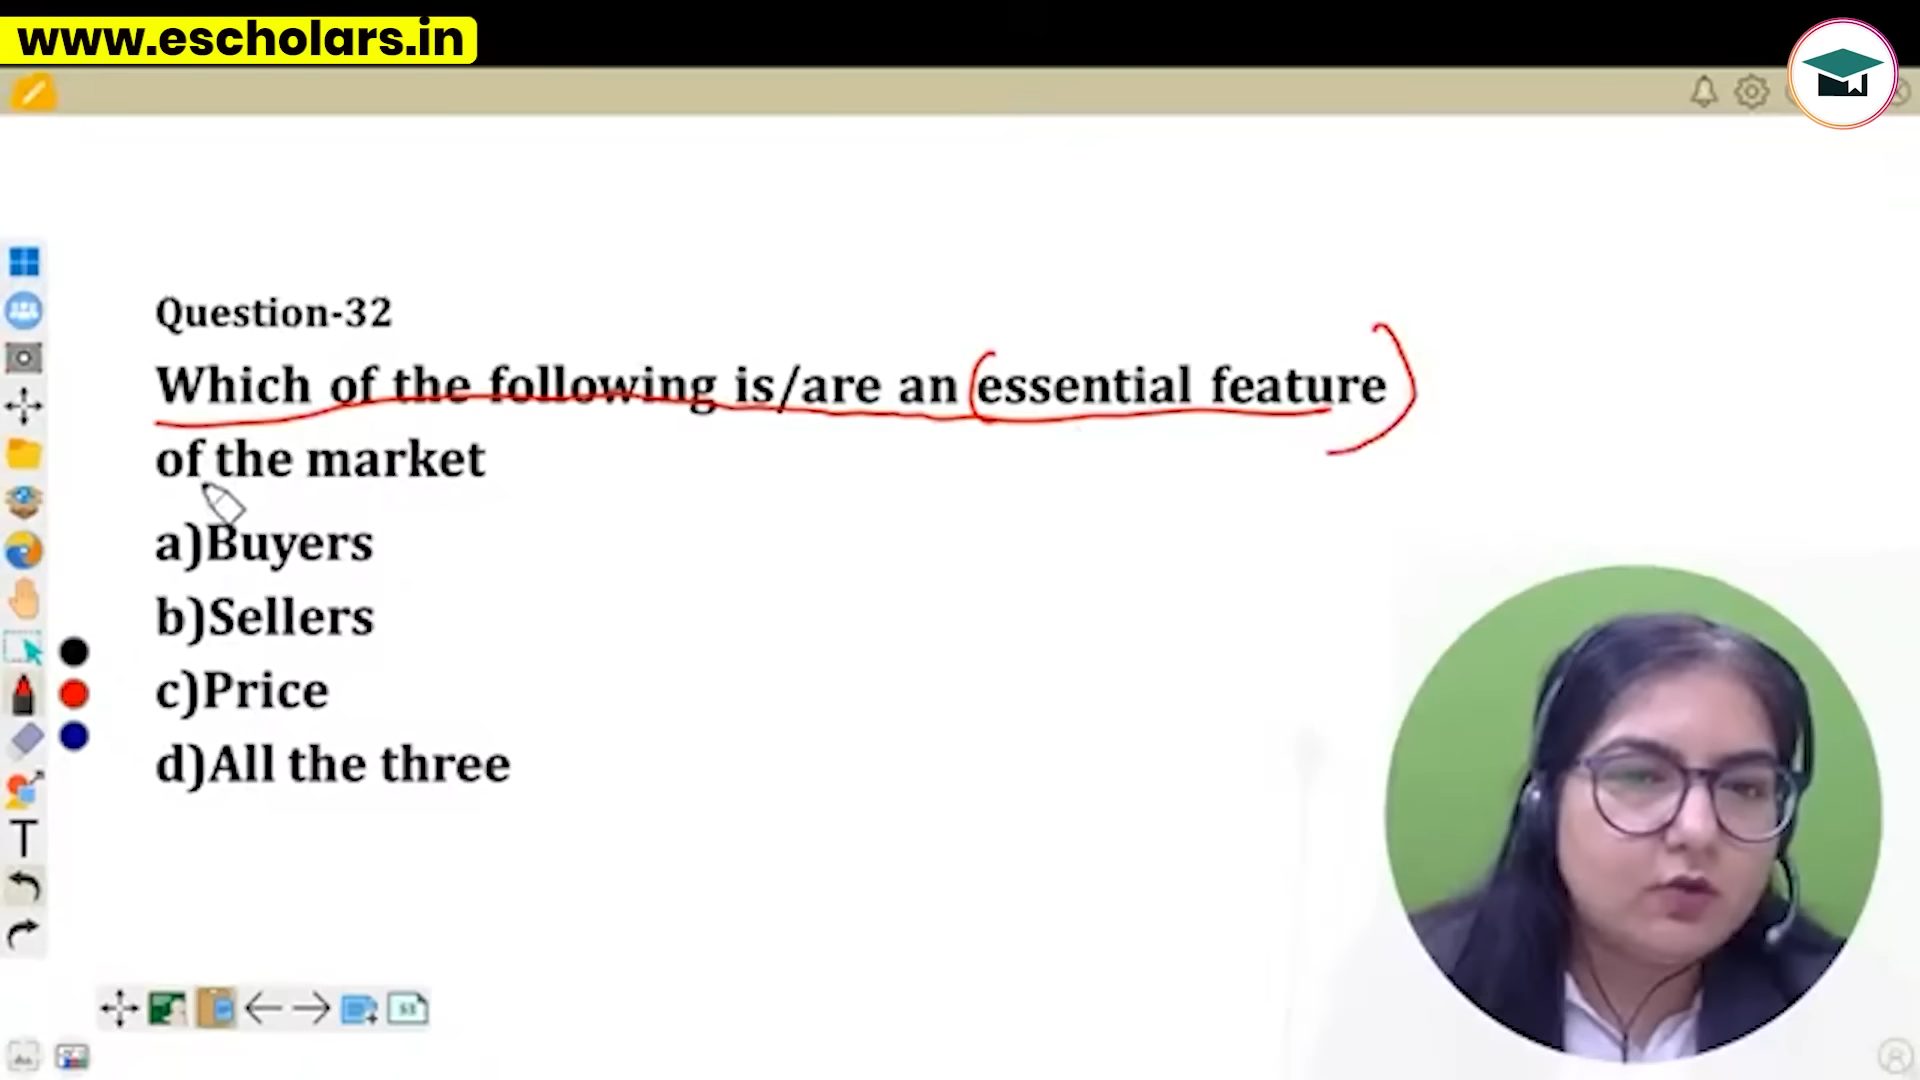 www.escholars.in
Question-32
Which of the following is/are an essential feature
of the market
a)Buyers
b)Sellers
c)Price
d)All the three
T
53